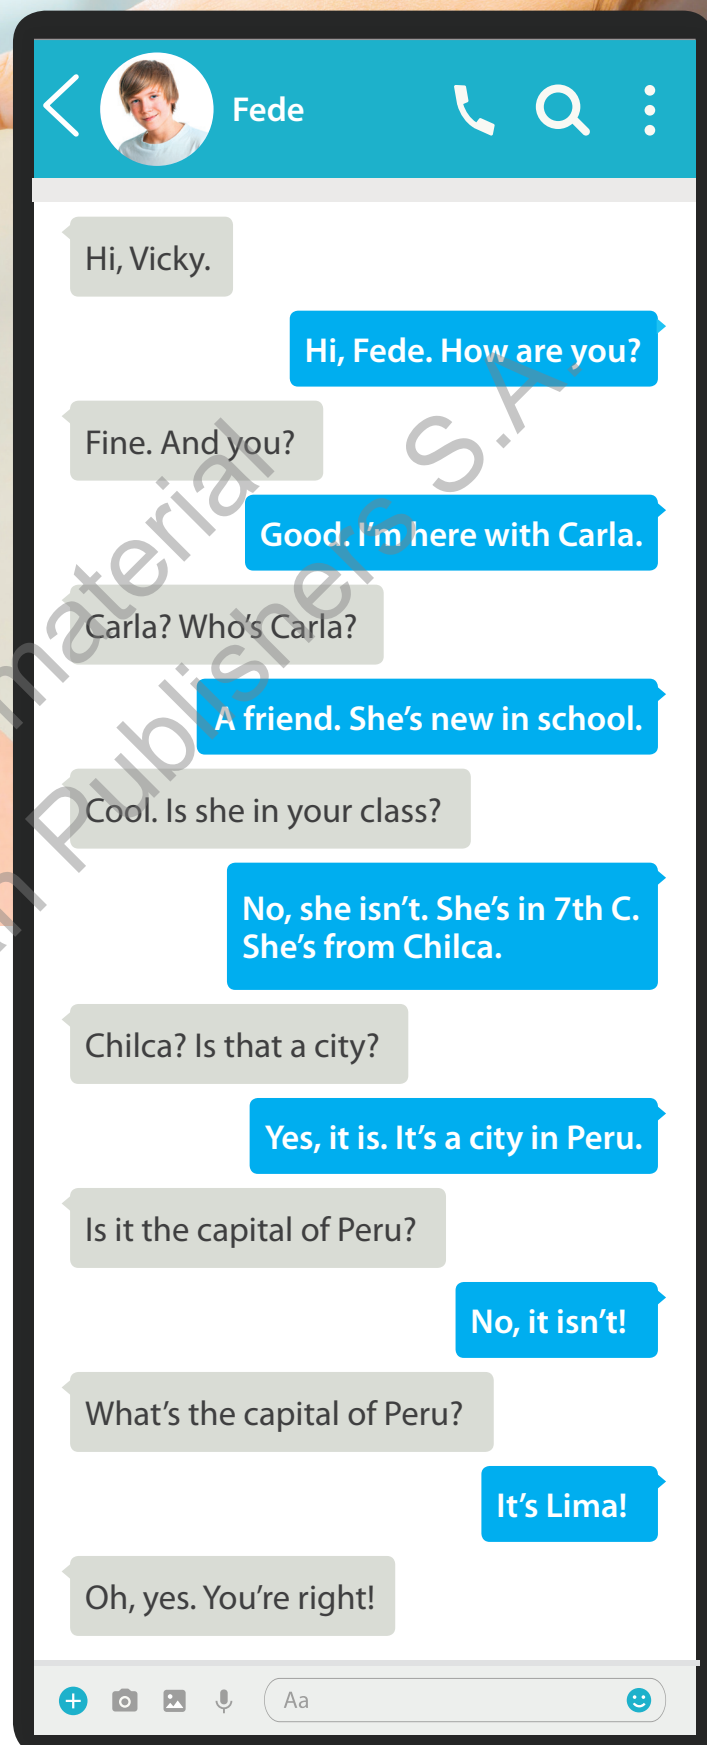 Fede
Hi, Vicky.
Hi, Fede. How are you?
Fine. And you?
Good. I'm here with Carla.
Carla? Who's Carla?
A friend. She's new in school.
Cool. Is she in your class?
No, she isn't. She's in 7th C.
She's from Chilca.
Chilca? Is that a city?
Yes, it is. It's a city in Peru.
Is it the capital of Peru?
No, it isn't!
What's the capital of Peru?
It's Lima!
Oh, yes. You're right!
Aa
material
Publishers S.A.